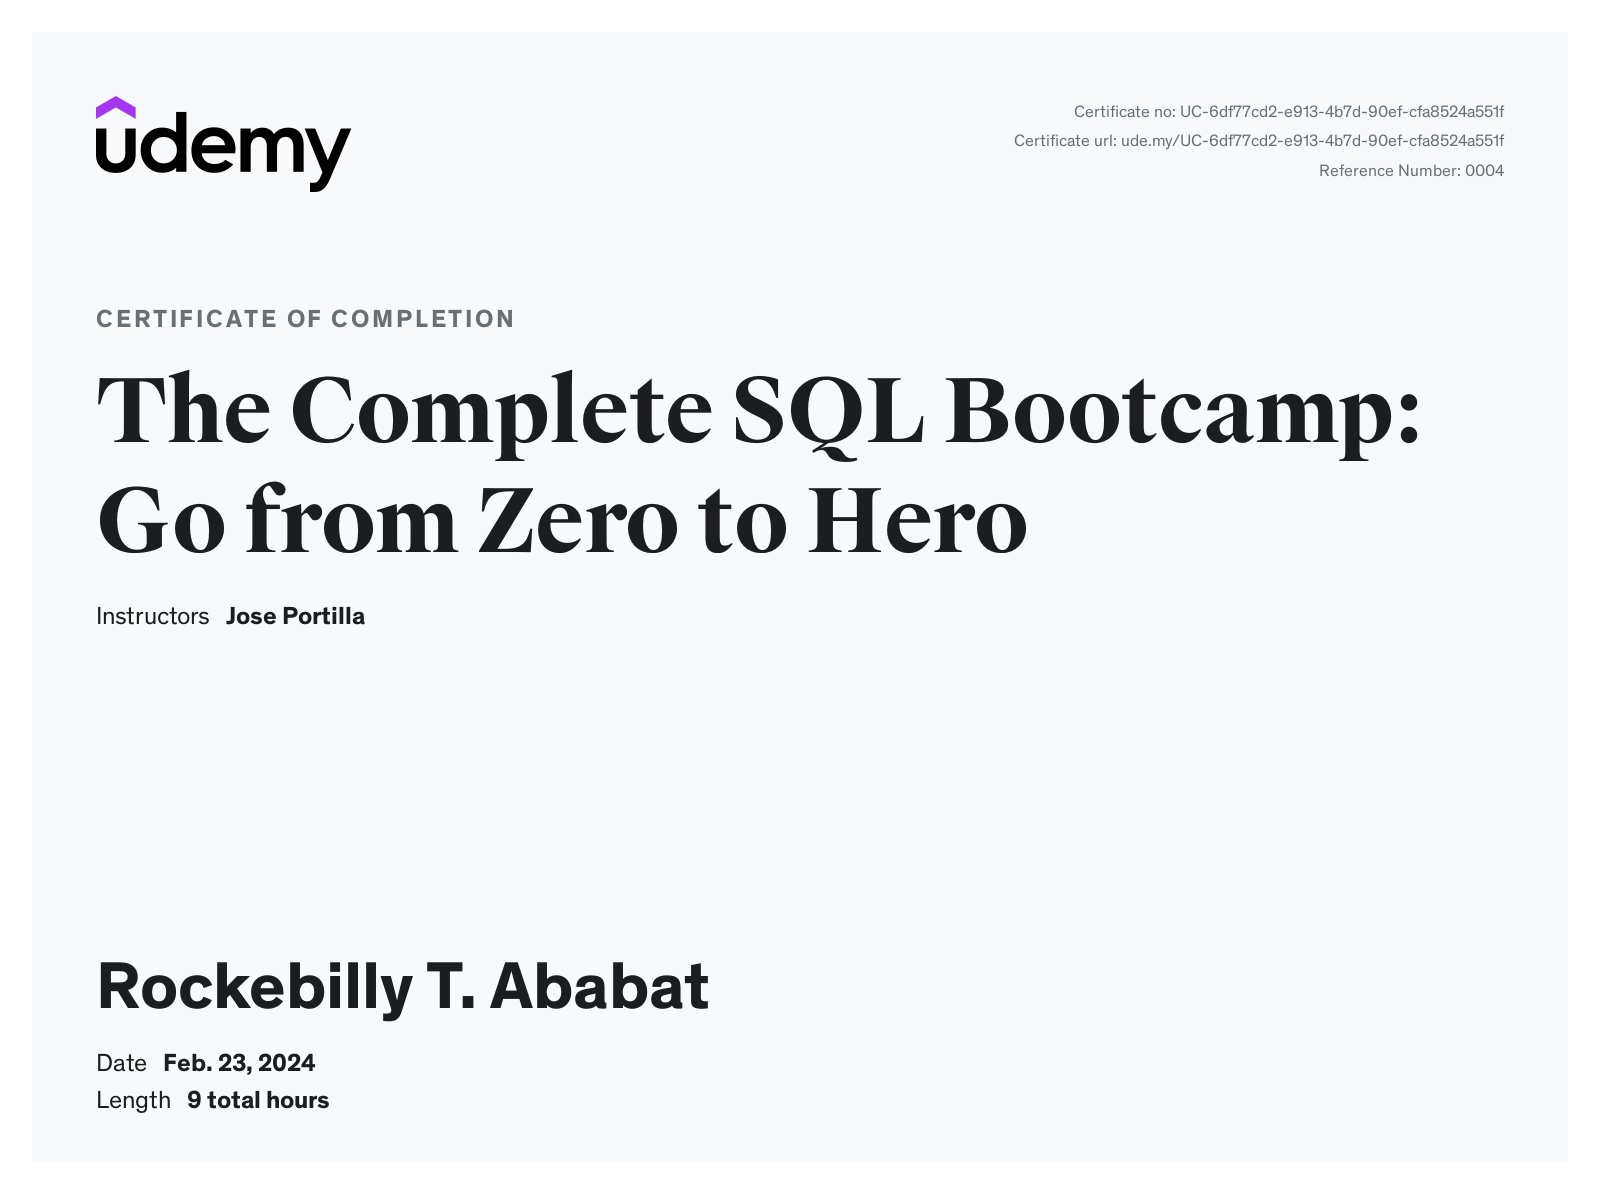 udemy
Certificate no: UC-6df77cd2-e913-4b7d-90ef-cfa8524a551f
Certificate url: ude.my/UC-6df77cd2-e913-4b7d-90ef-cfa8524a551f
Reference Number: 0004
CERTIFICATE OF COMPLETION
The Complete SQL Bootcamp:
Go from Zero to Hero
Instructors Jose Portilla
Rockebilly T. Ababat
Date Feb. 23, 2024
Length 9 total hours